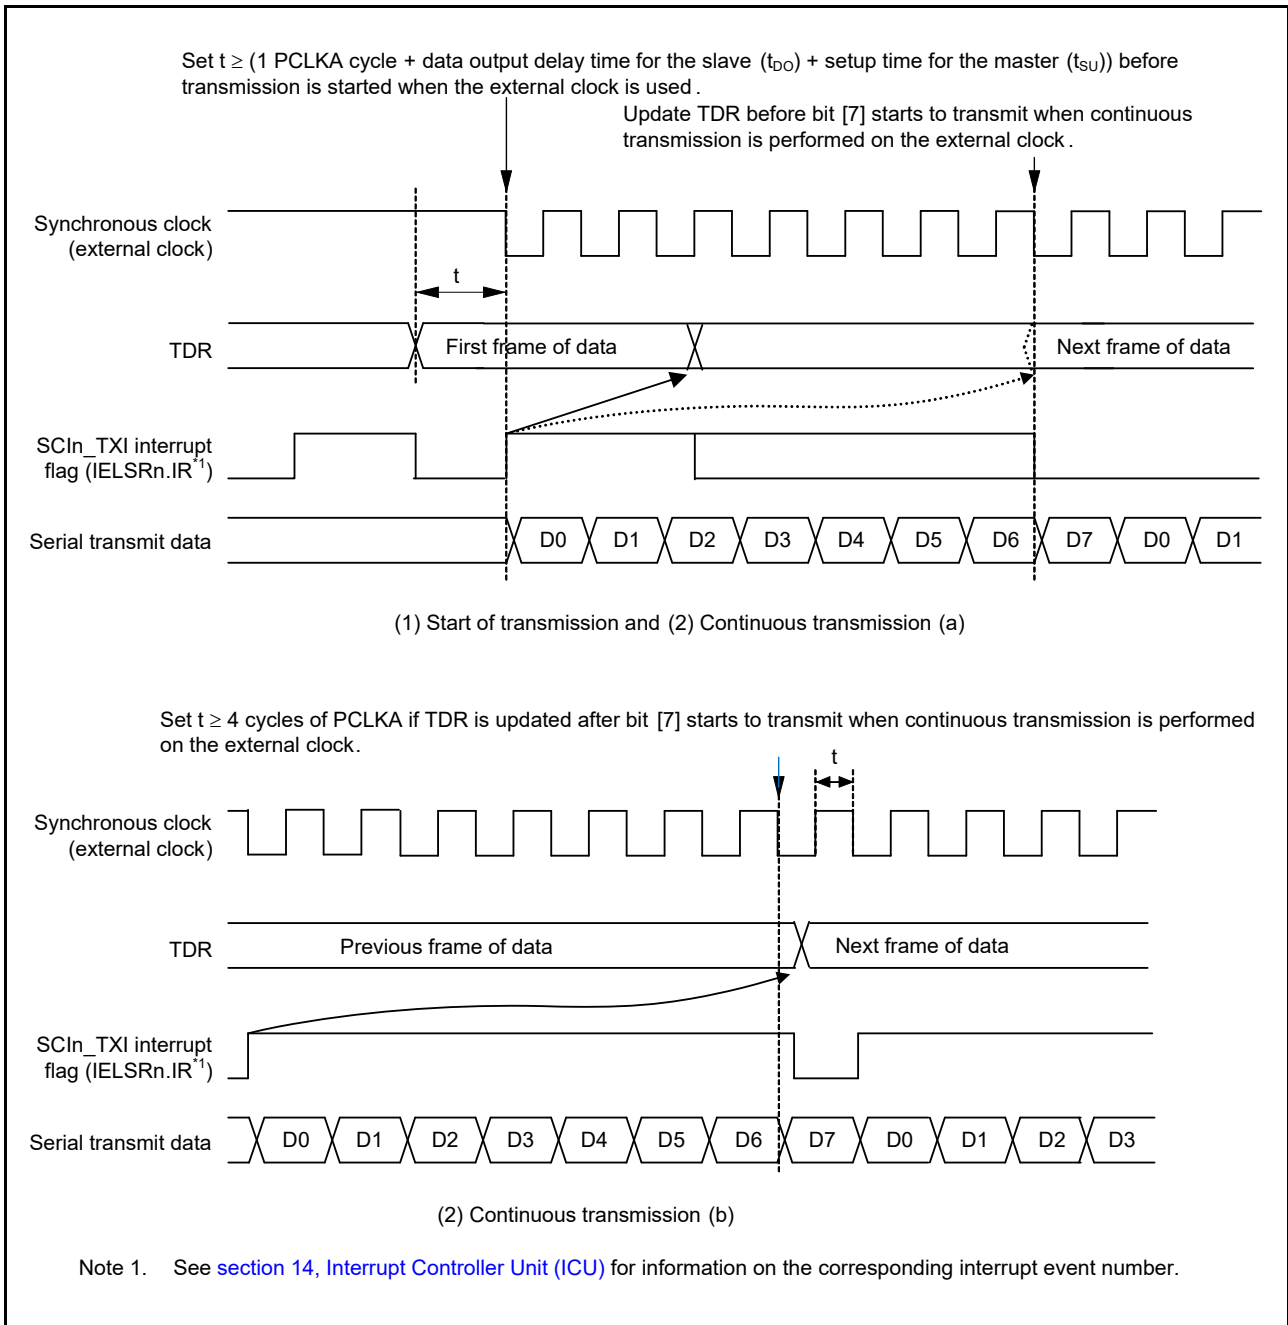 Set t ≥ (1 PCLKA cycle + data output delay time for the slave (tDO) + setup time for the master (tSU)) before
transmission is started when the external clock is used.
Update TDR before bit [7] starts to transmit when continuous
transmission is performed on the external clock.
Synchronous clock
(external clock)
t
TDR
First frame of data
Next frame of data
SCIn_TXI interrupt
flag (IELSRn.IR*1)
Serial transmit data
D0 D1 D2 D3 D4 D5 D6 D7 D0 D1
(1) Start of transmission and (2) Continuous transmission (a)
Set t ≥ 4 cycles of PCLKA if TDR is updated after bit [7] starts to transmit when continuous transmission is performed
on the external clock.
t
Synchronous clock
(external clock)
TDR
Previous frame of data
Next frame of data
SCIn_TXI interrupt
flag (IELSRn.IR*1)
Serial transmit data
D0 D1 D2 D3 D4 D5 D6 D7 D0 D1 D2 D3
(2) Continuous transmission (b)
Note 1. See section 14, Interrupt Controller Unit (ICU) for information on the corresponding interrupt event number.